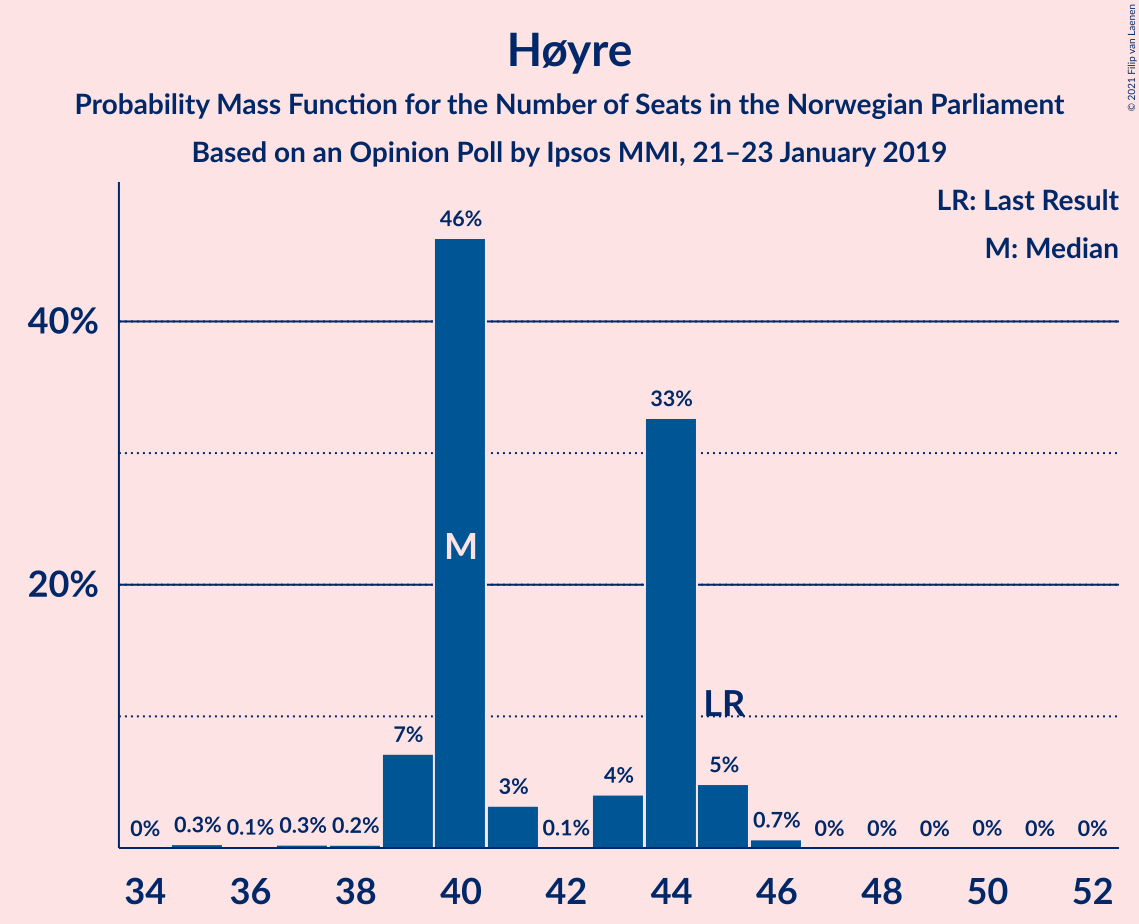 Høyre
Probability Mass Function for the Number of Seats in the Norwegian Parliament
Based on an Opinion Poll by Ipsos MMI, 21–23 January 2019
© 2021 Filip van Laenen
LR: Last Result
M: Median
40%
20%
0% 0.3% 0.1% 0.3% 0.2% 7% 46% 3% 0.1% 4% 33% 5% 0.7% 0% 0% 0% 0% 0% 0%
M
LR
34 36 38 40 42 44 46 48 50 52